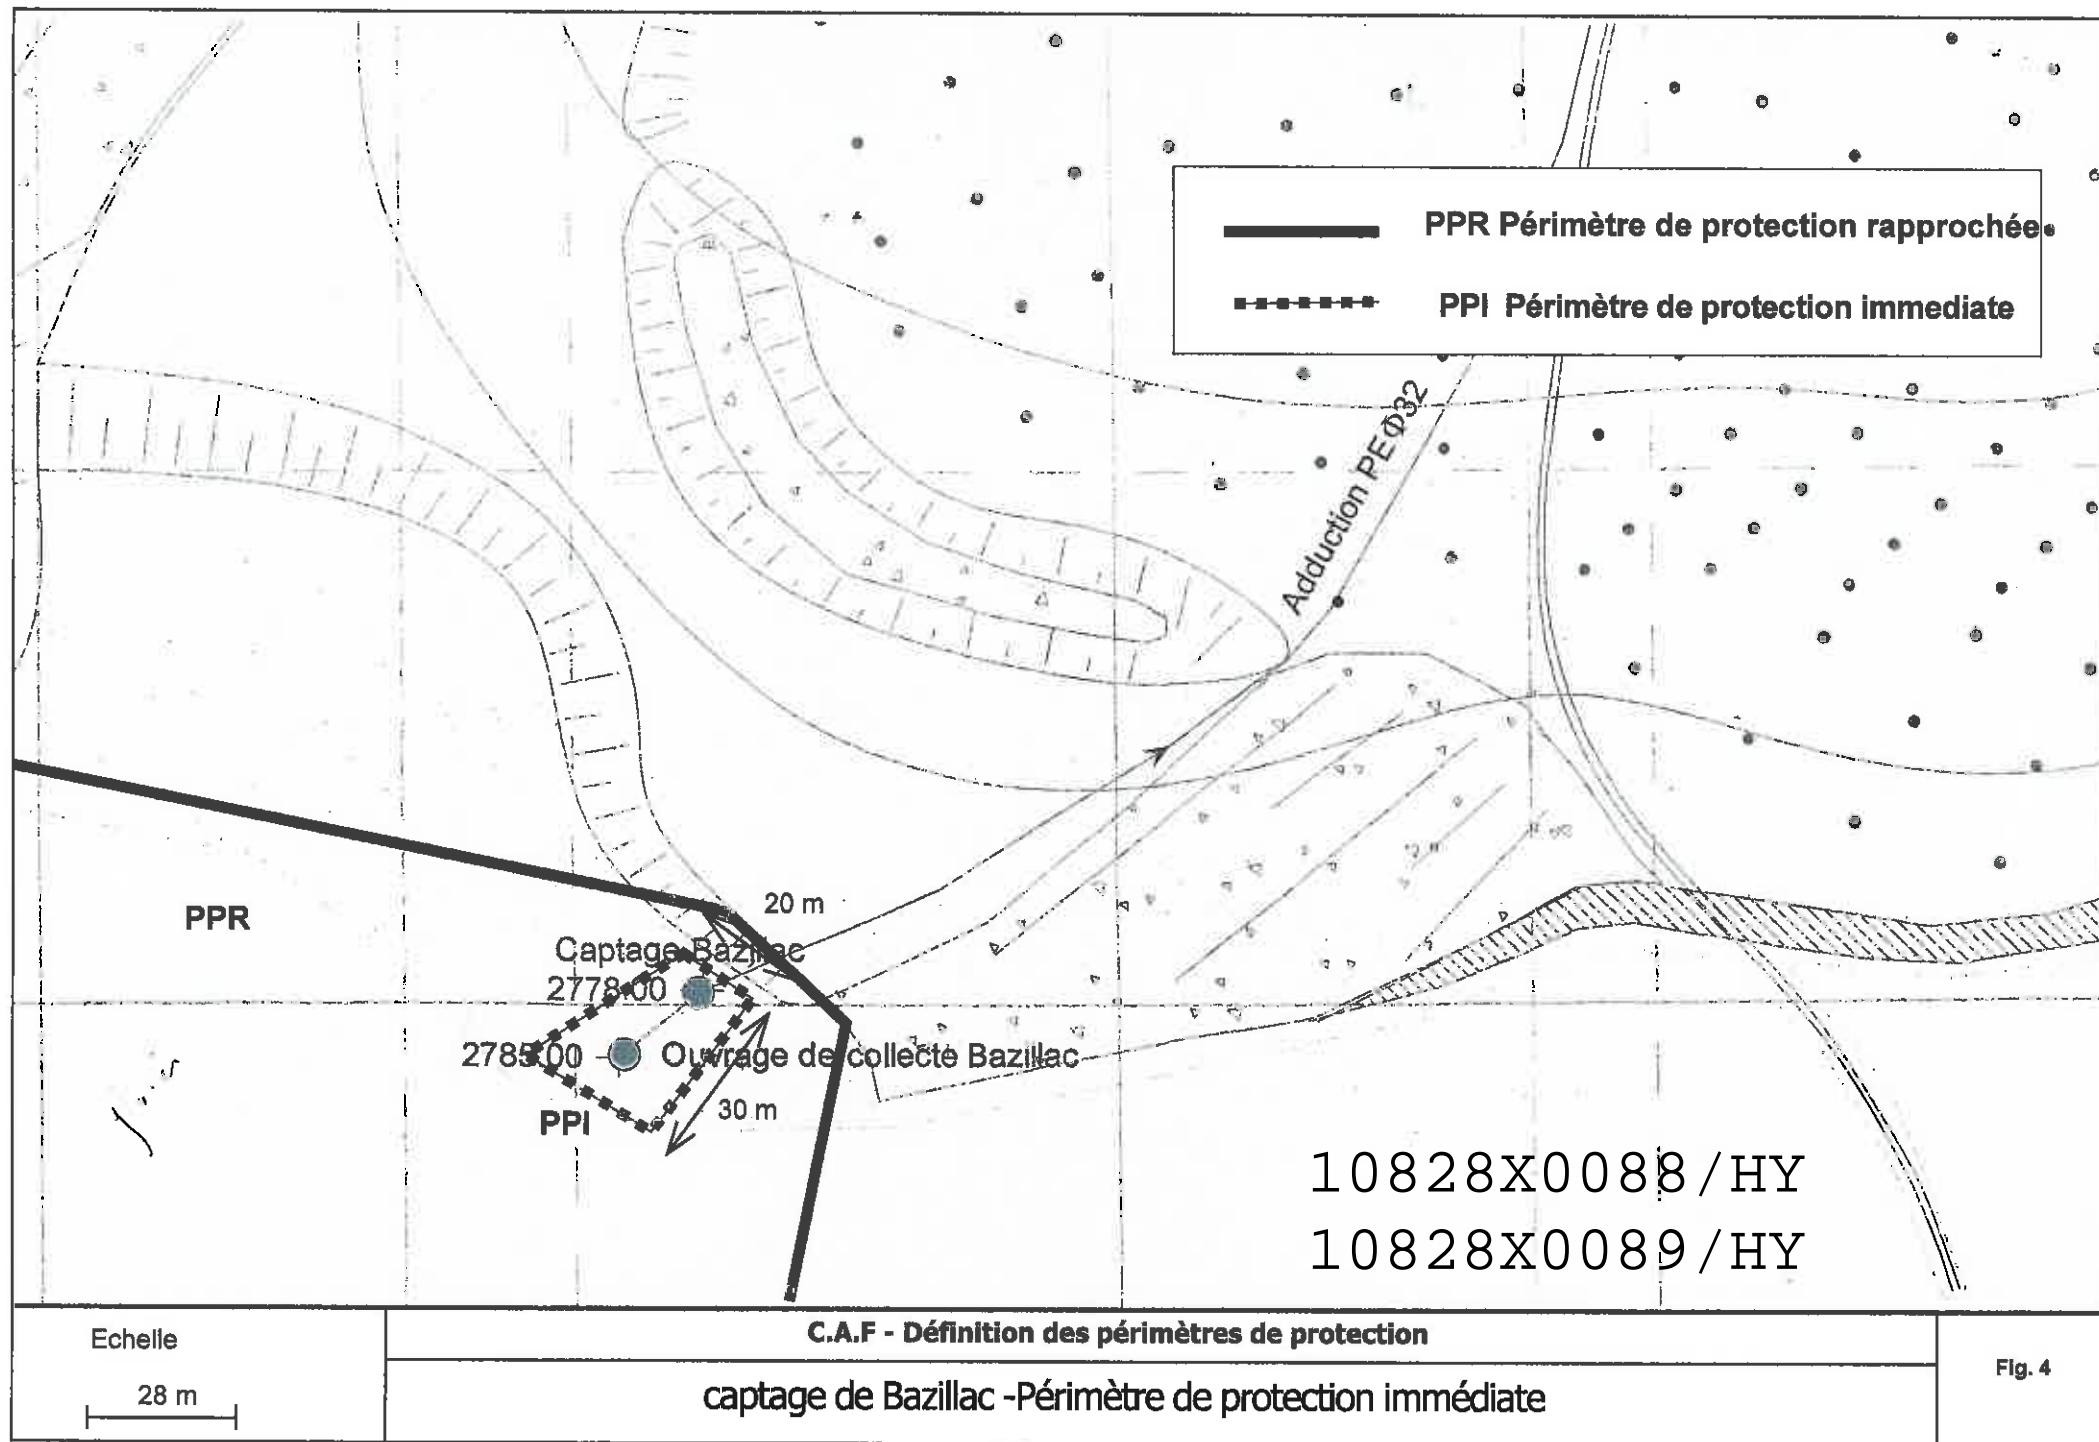 PPR Périmètre de protection rapprochée
PPI Périmètre de protection immediate
Adduction PEΦ32
PPR
20 m
Captage Bazillac
2778.00
2785.00
Ouvrage de collecte Bazillac
PPI
30 m
10828X0088/HY
10828X0089/HY
Echelle
28 m
C.A.F - Définition des périmètres de protection
captage de Bazillac -Périmètre de protection immédiate
Fig. 4